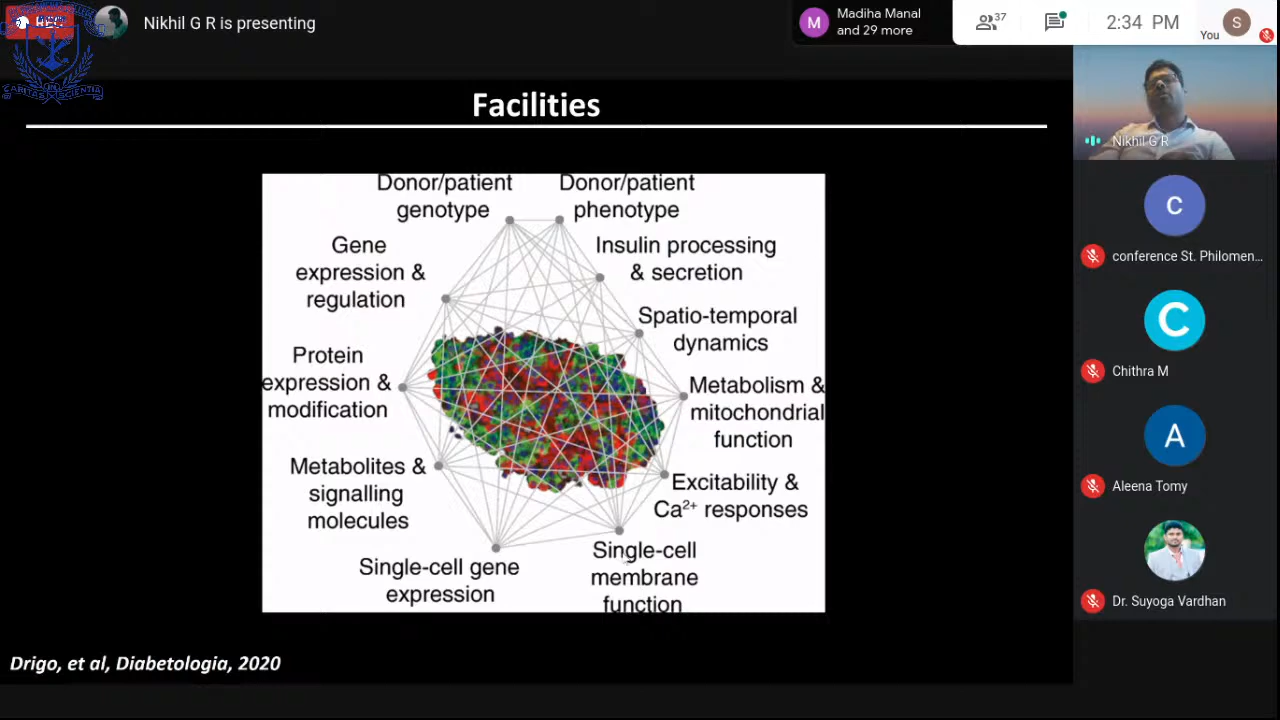 Nikhil G R is presenting
M
Madiha Manal
and 29 more
37
2:34 PM
You
S
CARITAS SCIENTIA
Facilities
Donor/patient
genotype
Donor/patient
phenotype
Gene
expression &
regulation
Insulin processing
& secretion
Spatio-temporal
dynamics
Protein
expression &
modification
Metabolism &
mitochondrial
function
Metabolites &
signalling
molecules
Excitability &
Ca²⁺ responses
Single-cell gene
expression
Single-cell
membrane
function
Drigo, et al, Diabetologia, 2020
Nikhil G R
C
conference St. Philomen...
C
Chithra M
A
Aleena Tomy
Dr. Suyoga Vardhan